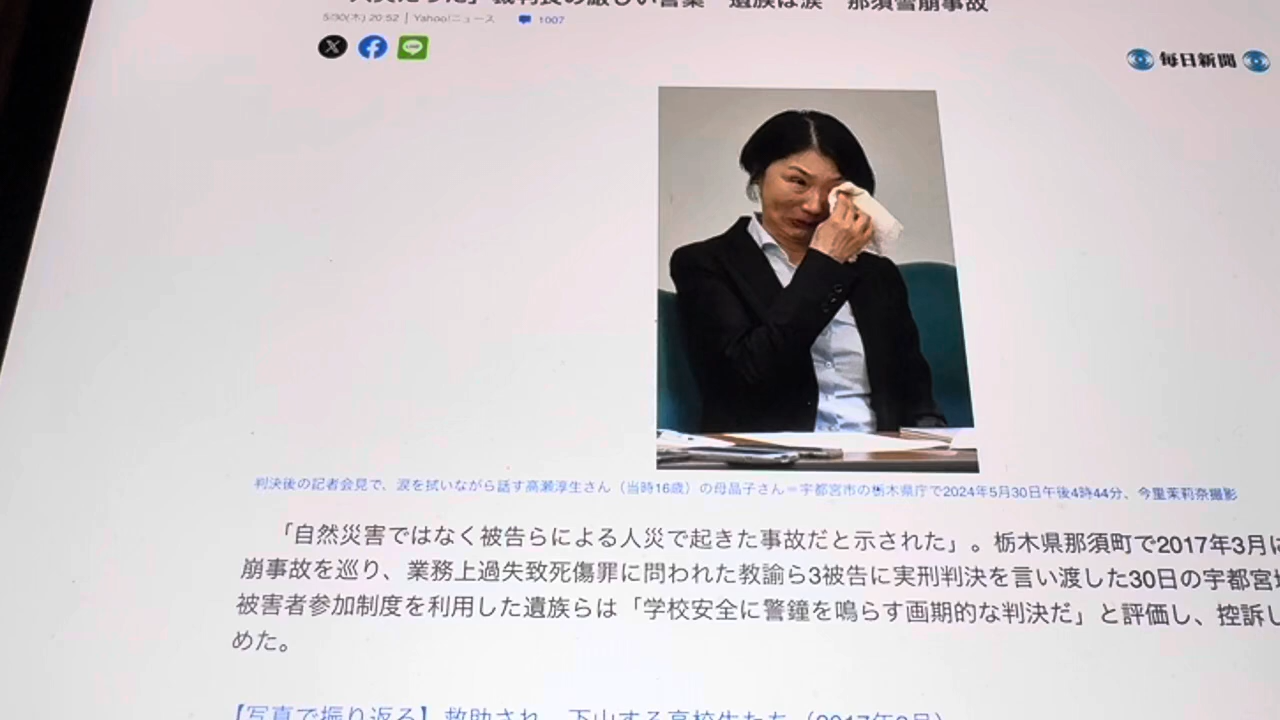 裁判長の厳しい言葉 遺族は涙 那須雪崩事故
5/30(木) 20:52 | Yahoo!ニュース 1007
LINE
毎日新聞
判決後の記者会見で、涙を拭いながら話す高瀬淳生さん(当時16歳)の母晶子さん=宇都宮市の栃木県庁で2024年5月30日午後4時44分、今里茉莉奈撮影
「自然災害ではなく被告らによる人災で起きた事故だと示された」。栃木県那須町で2017年3月に
崩事故を巡り、業務上過失致死傷罪に問われた教諭ら3被告に実刑判決を言い渡した30日の宇都宮地
被害者参加制度を利用した遺族らは「学校安全に警鐘を鳴らす画期的な判決だ」と評価し、控訴し
めた。
【写真で振り返る】救助され、下山する高校生たち(2017年3月)